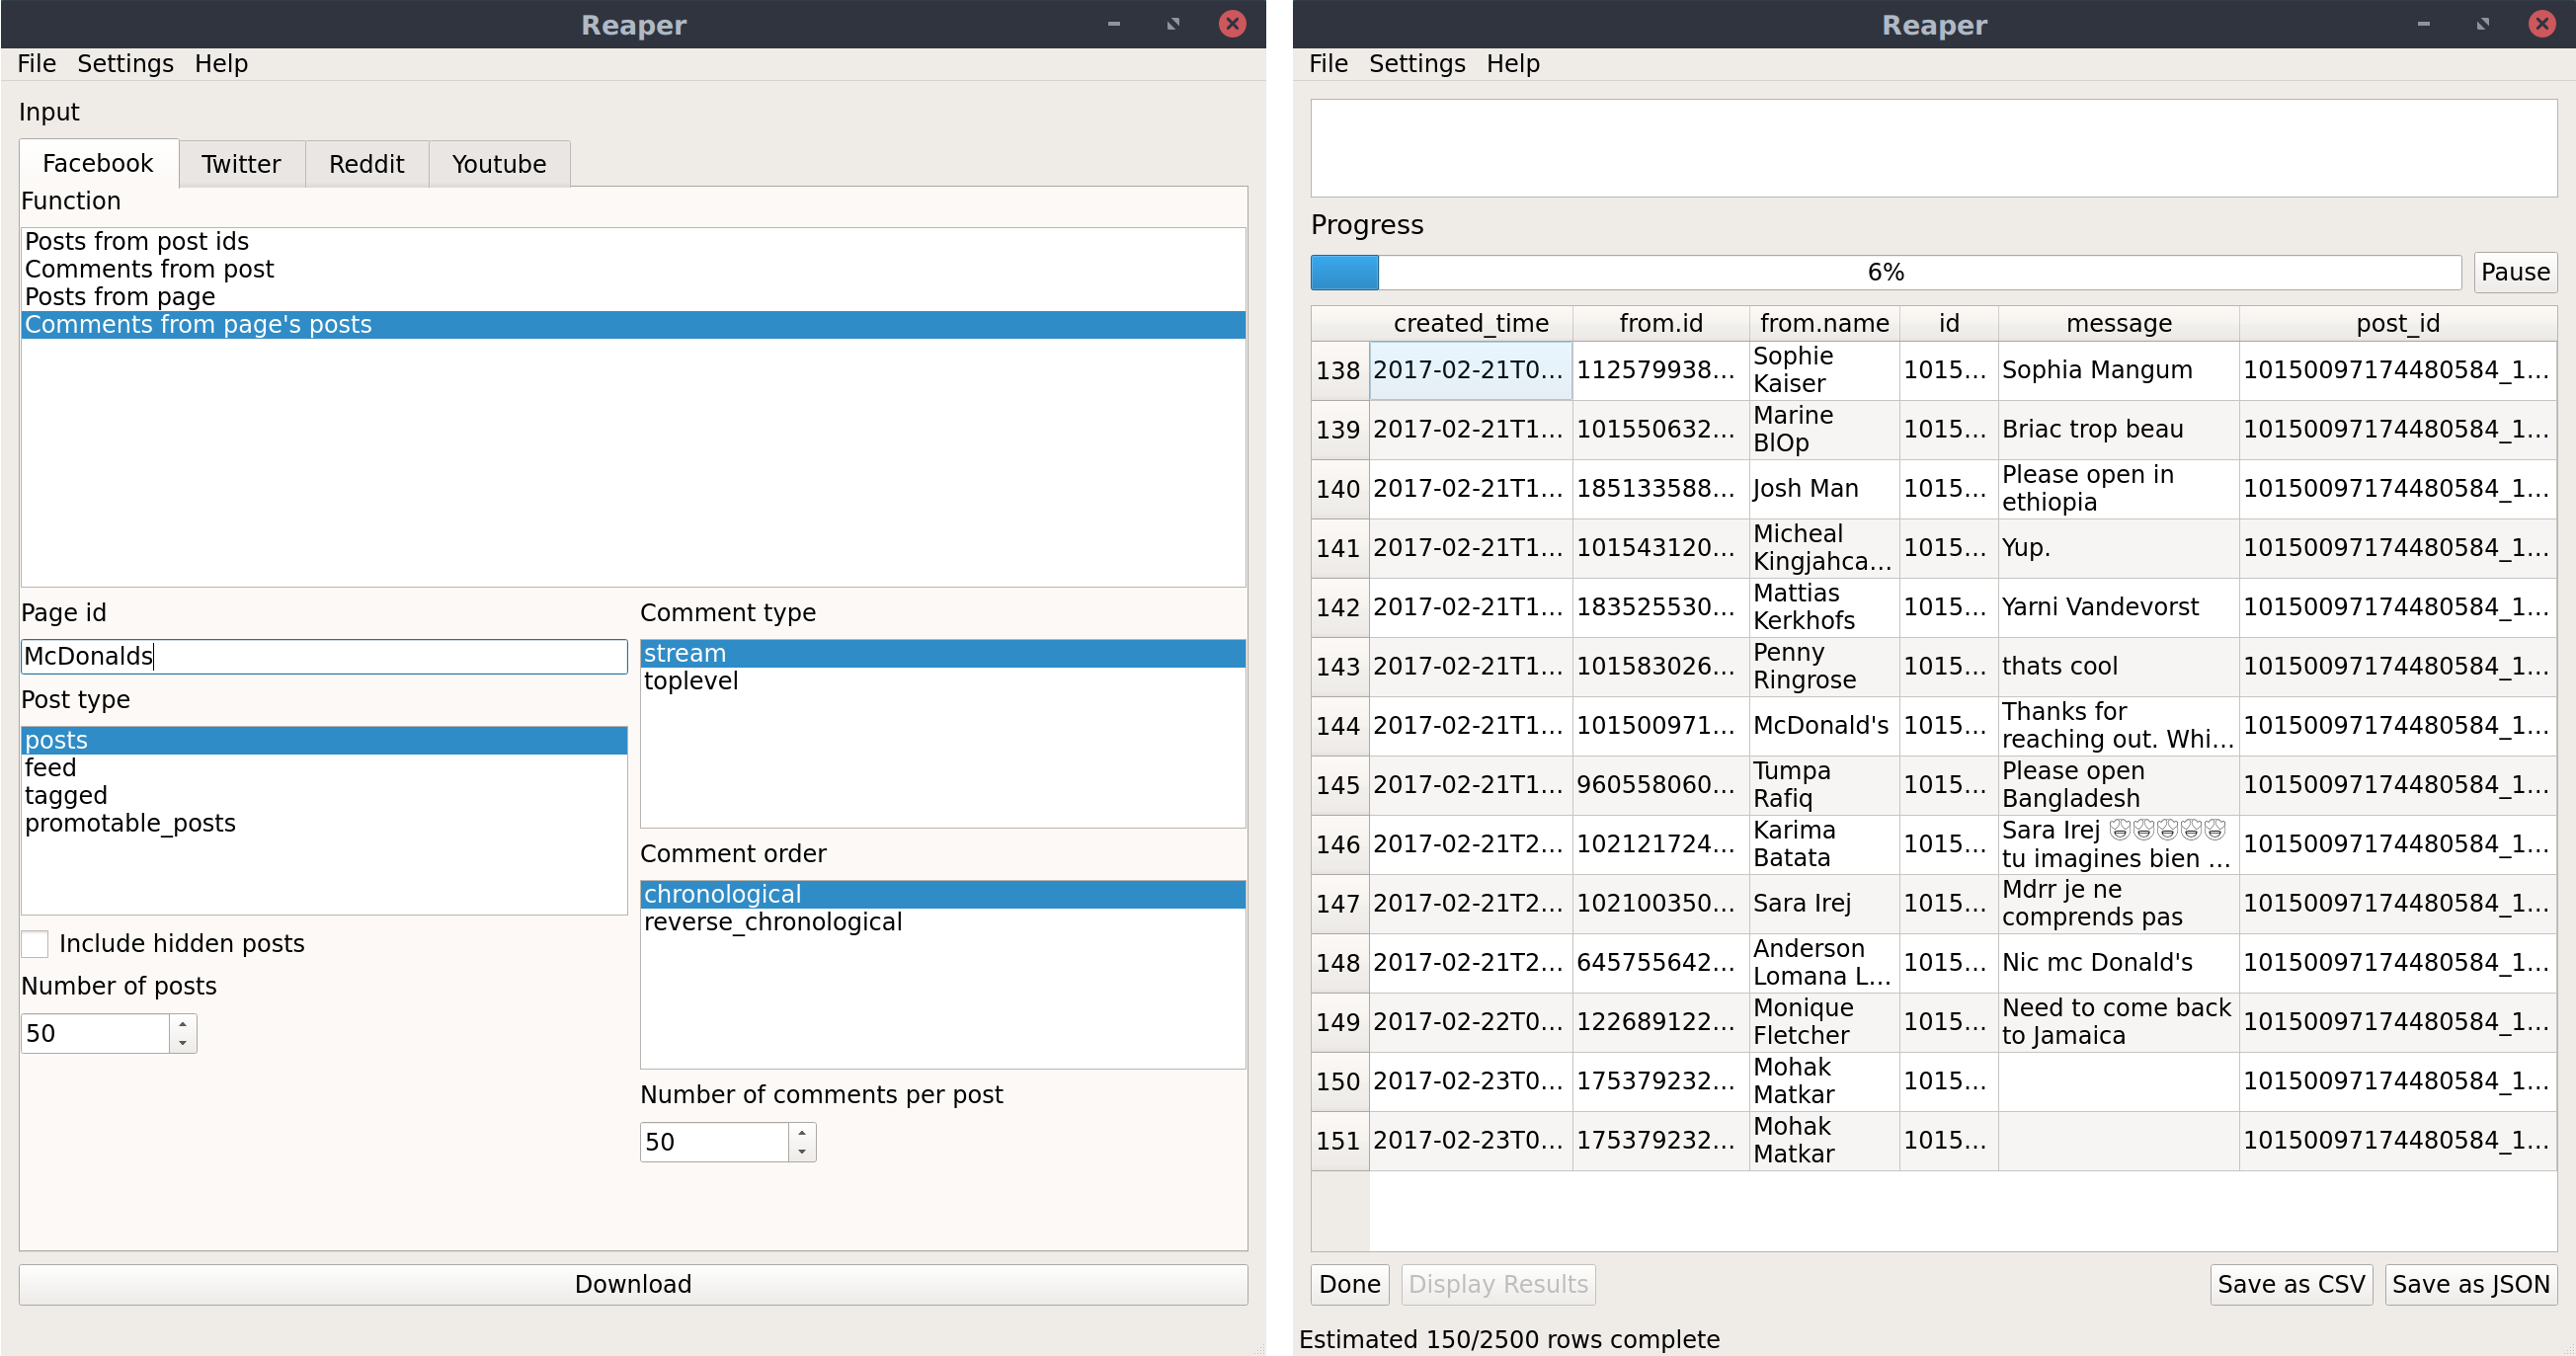 Reaper
File Settings Help
Input
Facebook Twitter Reddit Youtube
Function
Posts from post ids
Comments from post
Posts from page
Comments from page's posts
Page id
McDonalds
Post type
posts
feed
tagged
promotable_posts
Include hidden posts
Number of posts
50
Comment type
stream
toplevel
Comment order
chronological
reverse_chronological
Number of comments per post
50
Download
Reaper
File Settings Help
Progress
6% Pause
created_time from.id from.name id message post_id
138 2017-02-21T0... 112579938... Sophie Kaiser 1015... Sophia Mangum 10150097174480584_1...
139 2017-02-21T1... 101550632... Marine BlOp 1015... Briac trop beau 10150097174480584_1...
140 2017-02-21T1... 185133588... Josh Man 1015... Please open in ethiopia 10150097174480584_1...
141 2017-02-21T1... 101543120... Micheal Kingjahca... 1015... Yup. 10150097174480584_1...
142 2017-02-21T1... 183525530... Mattias Kerkhofs 1015... Yarni Vandevorst 10150097174480584_1...
143 2017-02-21T1... 101583026... Penny Ringrose 1015... thats cool 10150097174480584_1...
144 2017-02-21T1... 101500971... McDonald's 1015... Thanks for reaching out. Whi... 10150097174480584_1...
145 2017-02-21T1... 960558060... Tumpa Rafiq 1015... Please open Bangladesh 10150097174480584_1...
146 2017-02-21T2... 102121724... Karima Batata 1015... Sara Irej 😍😍😍😍😍 tu imagines bien ... 10150097174480584_1...
147 2017-02-21T2... 102100350... Sara Irej 1015... Mdrr je ne comprends pas 10150097174480584_1...
148 2017-02-21T2... 645755642... Anderson Lomana L... 1015... Nic mc Donald's 10150097174480584_1...
149 2017-02-22T0... 122689122... Monique Fletcher 1015... Need to come back to Jamaica 10150097174480584_1...
150 2017-02-23T0... 175379232... Mohak Matkar 1015... 10150097174480584_1...
151 2017-02-23T0... 175379232... Mohak Matkar 1015... 10150097174480584_1...
Done Display Results Save as CSV Save as JSON
Estimated 150/2500 rows complete